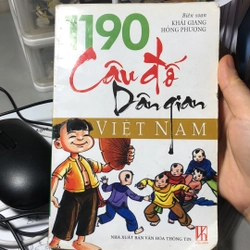 Biên soạn
KHẢI GIANG
HỒNG PHƯƠNG
1190
Câu đố
Dân gian
VIỆT NAM
NHÀ XUẤT BẢN VĂN HÓA THÔNG TIN